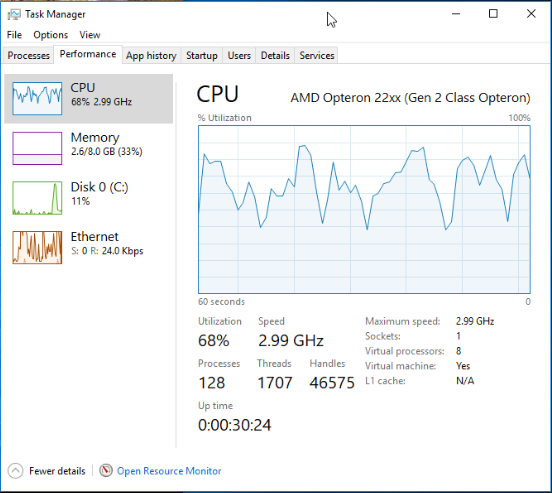 Task Manager
File Options View
Processes Performance App history Startup Users Details Services
CPU
68% 2.99 GHz
Memory
2.6/8.0 GB (33%)
Disk 0 (C:)
11%
Ethernet
S: 0 R: 24.0 Kbps
CPU AMD Opteron 22xx (Gen 2 Class Opteron)
% Utilization 100%
60 seconds 0
Utilization Speed
68% 2.99 GHz
Processes Threads Handles
128 1707 46575
Up time
0:00:30:24
Maximum speed: 2.99 GHz
Sockets: 1
Virtual processors: 8
Virtual machine: Yes
L1 cache: N/A
Fewer details Open Resource Monitor